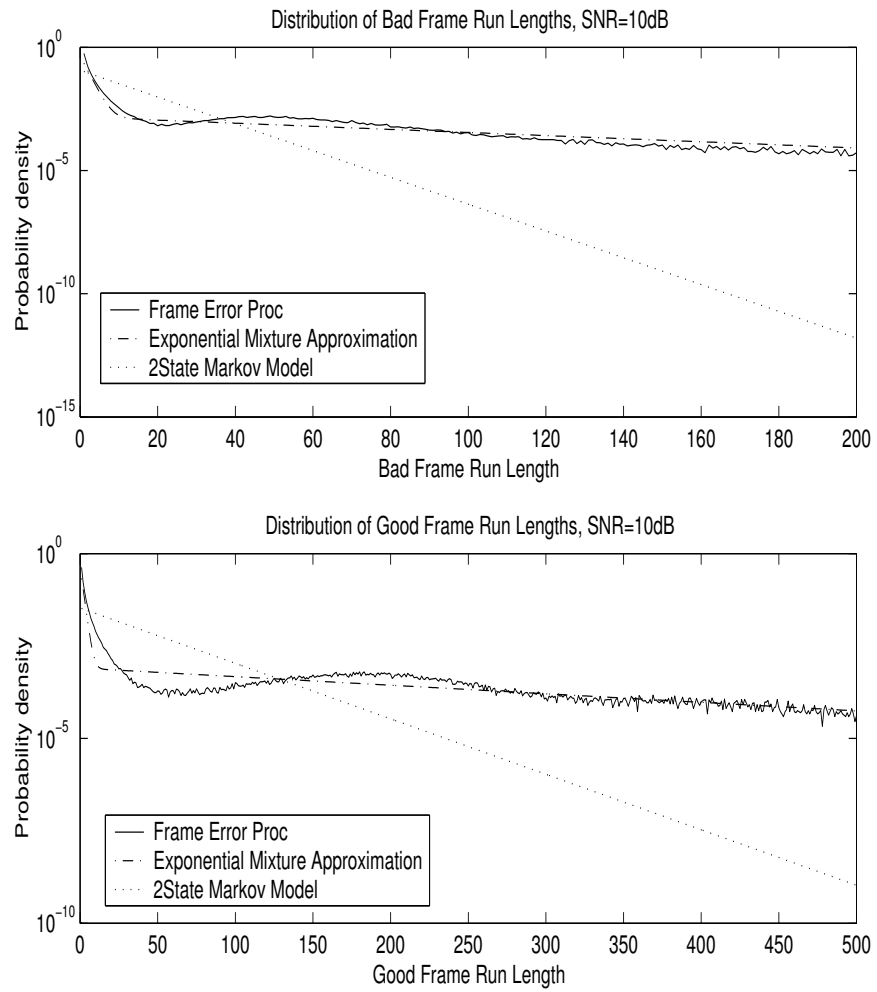 Distribution of Bad Frame Run Lengths, SNR=10dB
Probability density
10^0
10^-5
10^-10
10^-15
Frame Error Proc
Exponential Mixture Approximation
2State Markov Model
0 20 40 60 80 100 120 140 160 180 200
Bad Frame Run Length
Distribution of Good Frame Run Lengths, SNR=10dB
Probability density
10^0
10^-5
10^-10
Frame Error Proc
Exponential Mixture Approximation
2State Markov Model
0 50 100 150 200 250 300 350 400 450 500
Good Frame Run Length